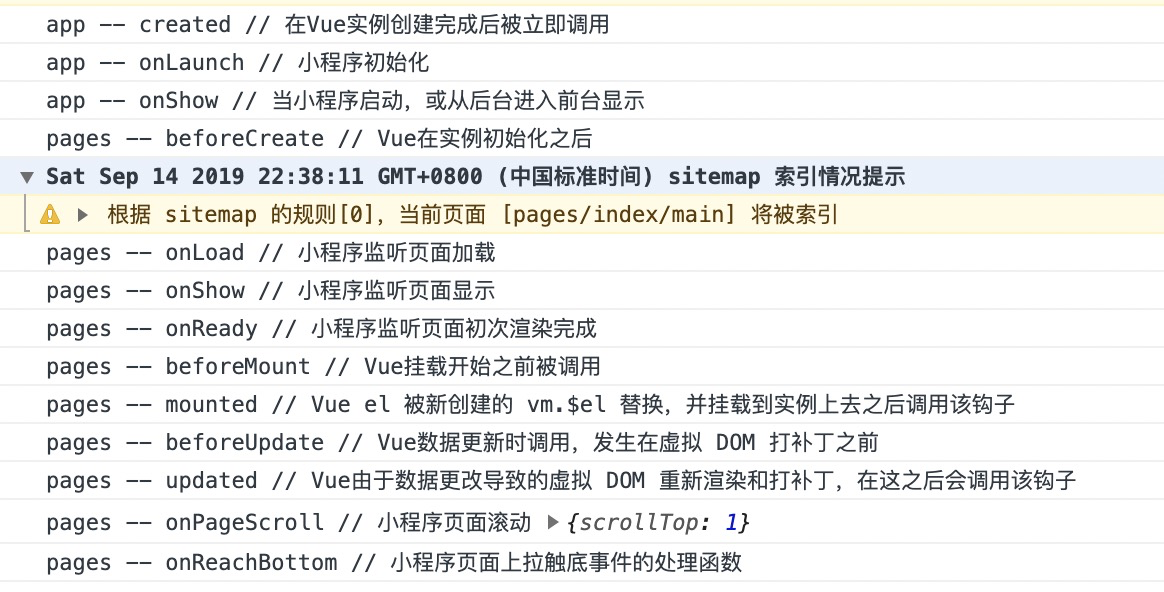 app -- created // 在Vue实例创建完成后被立即调用
app -- onLaunch // 小程序初始化
app -- onShow // 当小程序启动，或从后台进入前台显示
pages -- beforeCreate // Vue在实例初始化之后
Sat Sep 14 2019 22:38:11 GMT+0800 (中国标准时间) sitemap 索引情况提示
根据 sitemap 的规则[0]，当前页面 [pages/index/main] 将被索引
pages -- onLoad // 小程序监听页面加载
pages -- onShow // 小程序监听页面显示
pages -- onReady // 小程序监听页面初次渲染完成
pages -- beforeMount // Vue挂载开始之前被调用
pages -- mounted // Vue el 被新创建的 vm.$el 替换，并挂载到实例上去之后调用该钩子
pages -- beforeUpdate // Vue数据更新时调用，发生在虚拟 DOM 打补丁之前
pages -- updated // Vue由于数据更改导致的虚拟 DOM 重新渲染和打补丁，在这之后会调用该钩子
pages -- onPageScroll // 小程序页面滚动 ▶{scrollTop: 1}
pages -- onReachBottom // 小程序页面上拉触底事件的处理函数